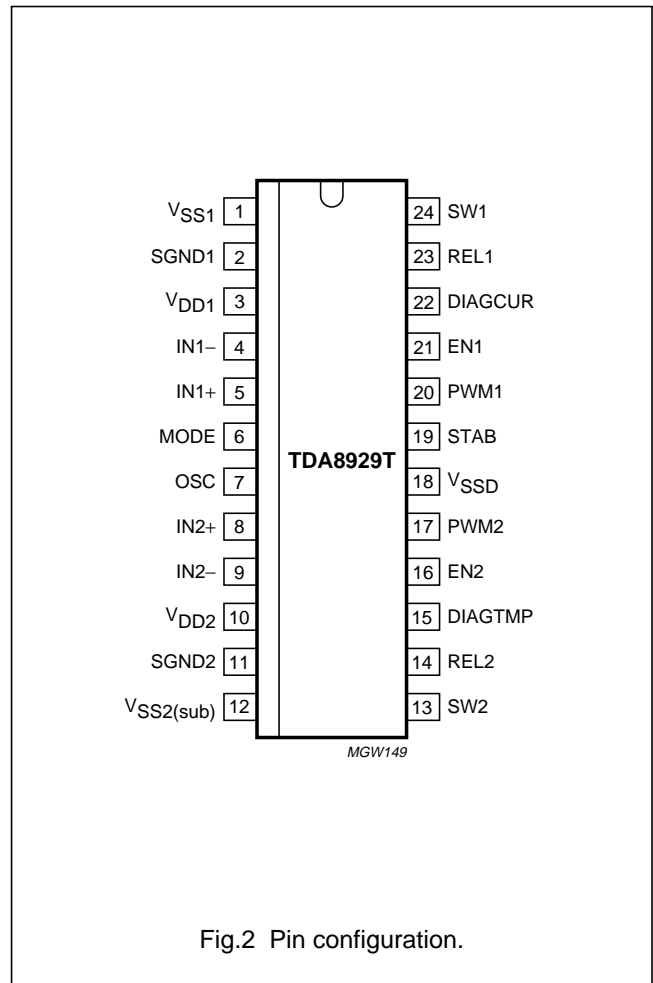 VSS1 1 24 SW1
SGND1 2 23 REL1
VDD1 3 22 DIAGCUR
IN1− 4 21 EN1
IN1+ 5 20 PWM1
MODE 6 19 STAB
TDA8929T
OSC 7 18 VSSD
IN2+ 8 17 PWM2
IN2− 9 16 EN2
VDD2 10 15 DIAGTMP
SGND2 11 14 REL2
VSS2(sub) 12 13 SW2
MGW149
Fig.2 Pin configuration.